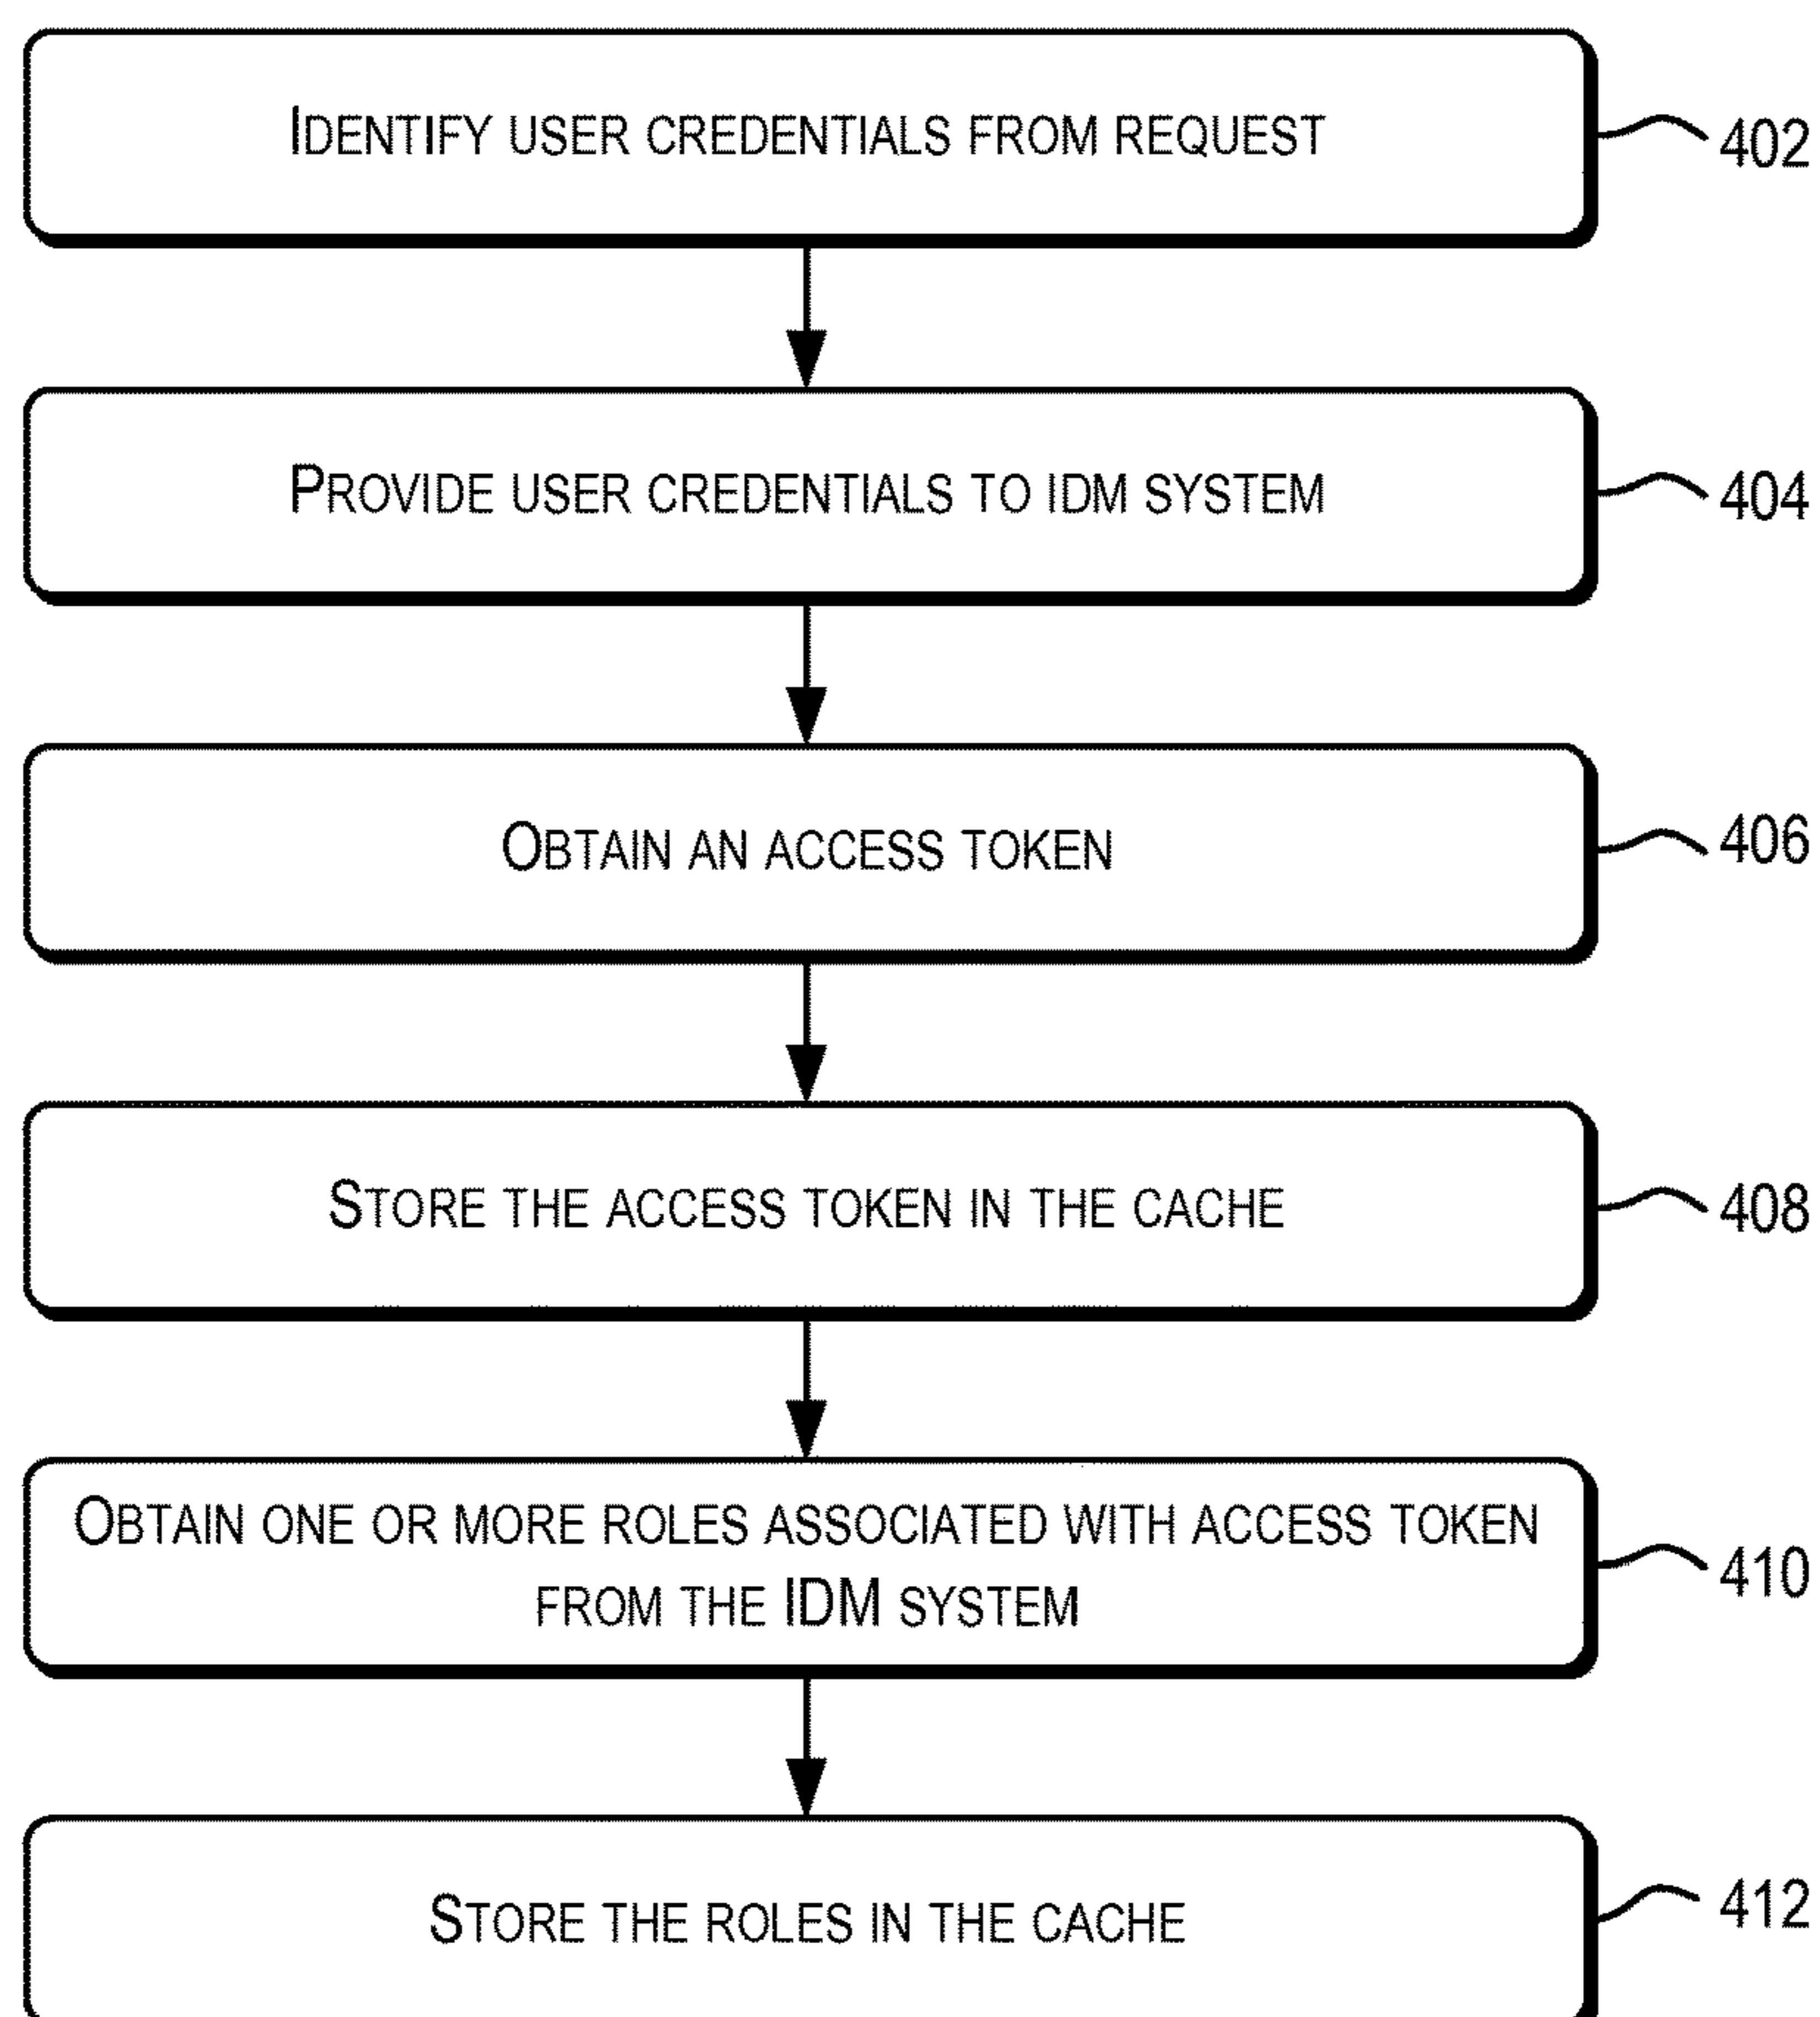 IDENTIFY USER CREDENTIALS FROM REQUEST
402
PROVIDE USER CREDENTIALS TO IDM SYSTEM
404
OBTAIN AN ACCESS TOKEN
406
STORE THE ACCESS TOKEN IN THE CACHE
408
OBTAIN ONE OR MORE ROLES ASSOCIATED WITH ACCESS TOKEN
FROM THE IDM SYSTEM
410
STORE THE ROLES IN THE CACHE
412